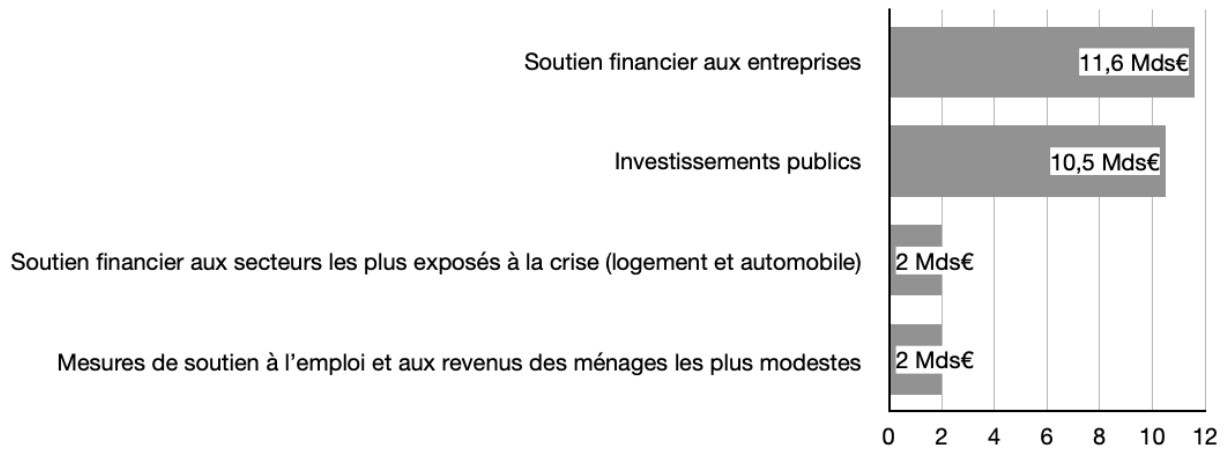 Soutien financier aux entreprises
11,6 Mds€
Investissements publics
10,5 Mds€
Soutien financier aux secteurs les plus exposés à la crise (logement et automobile)
2 Mds€
Mesures de soutien à l’emploi et aux revenus des ménages les plus modestes
2 Mds€
0 2 4 6 8 10 12